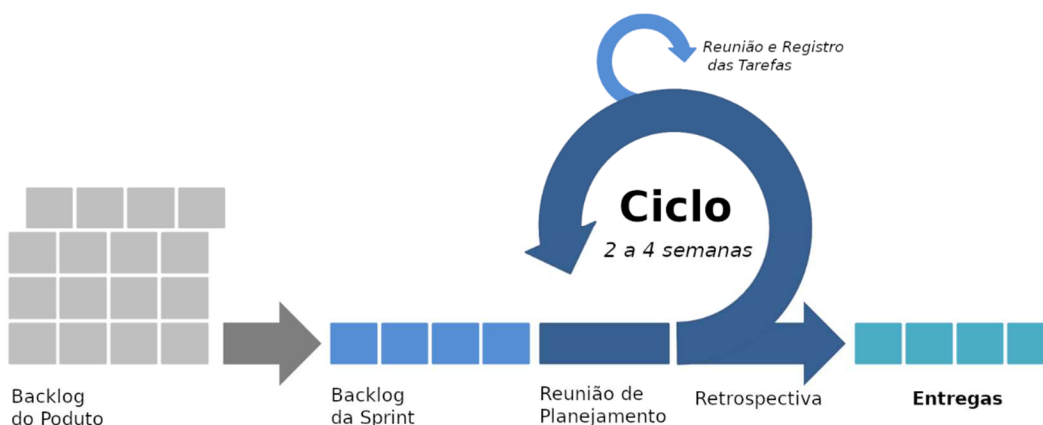 Reunião e Registro
das Tarefas
Ciclo
2 a 4 semanas
Backlog
do Poduto
Backlog
da Sprint
Reunião de
Planejamento
Retrospectiva
Entregas